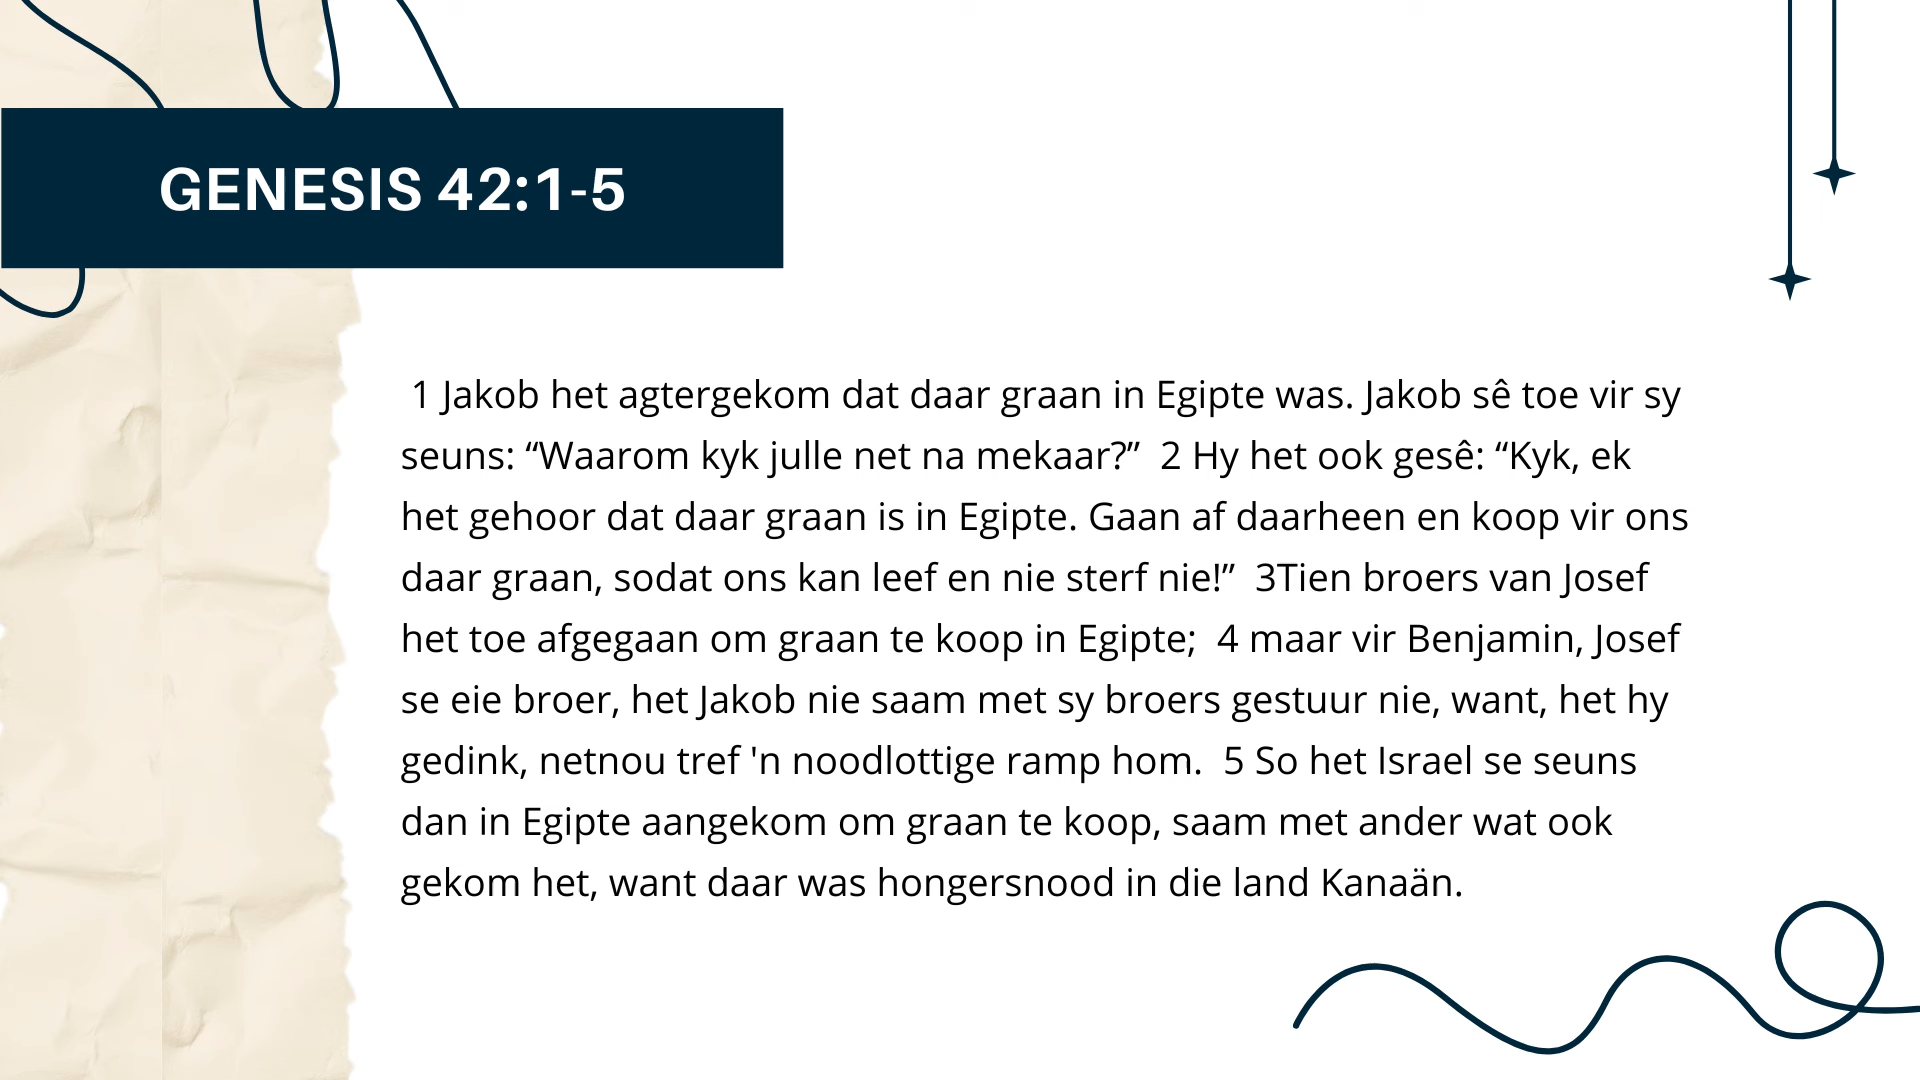 GENESIS 42:1-5
1 Jakob het agtergekom dat daar graan in Egipte was. Jakob sê toe vir sy
seuns: “Waarom kyk julle net na mekaar?”  2 Hy het ook gesê: “Kyk, ek
het gehoor dat daar graan is in Egipte. Gaan af daarheen en koop vir ons
daar graan, sodat ons kan leef en nie sterf nie!”  3Tien broers van Josef
het toe afgegaan om graan te koop in Egipte;  4 maar vir Benjamin, Josef
se eie broer, het Jakob nie saam met sy broers gestuur nie, want, het hy
gedink, netnou tref 'n noodlottige ramp hom.  5 So het Israel se seuns
dan in Egipte aangekom om graan te koop, saam met ander wat ook
gekom het, want daar was hongersnood in die land Kanaän.